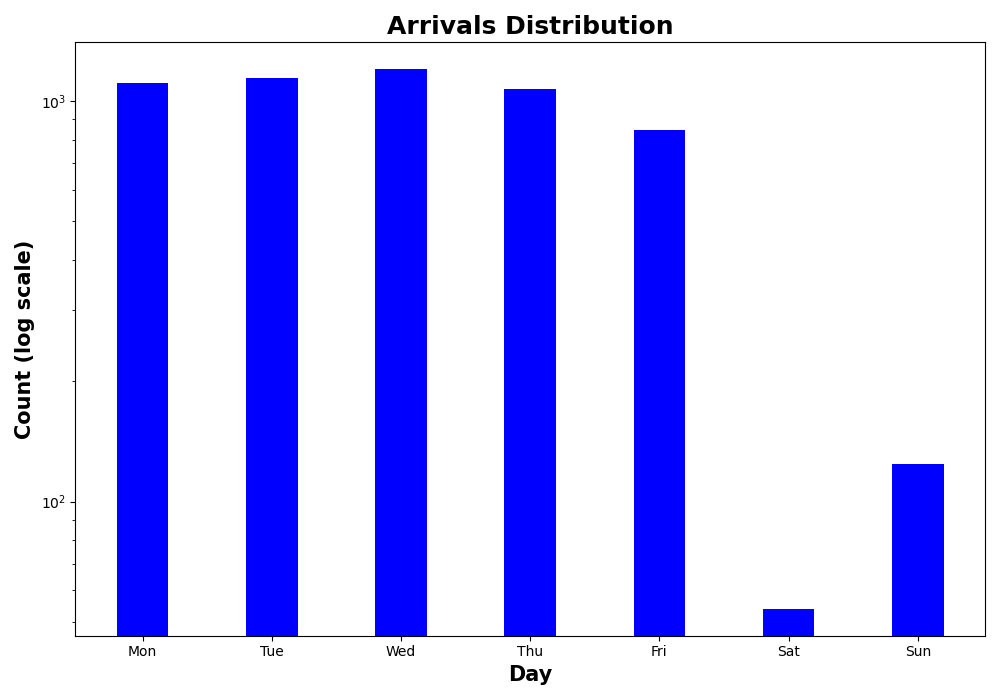 Arrivals Distribution
Count (log scale)
10³
10²
Mon Tue Wed Thu Fri Sat Sun
Day